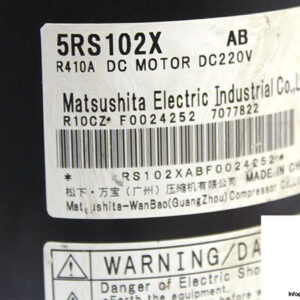 5RS102X AB
R410A DC MOTOR DC220V
Matsushita Electric Industrial Co.,L
R10CZ* F0024252 7077822
*RS102XABF0024252*
MADE IN CH
松下·万宝（广州）压缩机有限公司
Matsushita-WanBao(GuangZhou)Compressor Co.,
WARNING/DA
Danger of Electric Sho